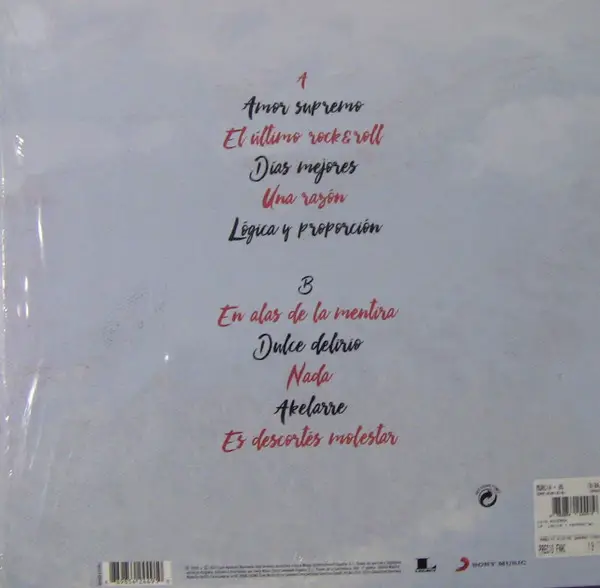 A
Amor supremo
El último rock&roll
Días mejores
Una razón
Lógica y proporción
B
En alas de la mentira
Dulce delirio
Nada
Akelarre
Es descortés molestar
PRECIO FNAC
LEGACY
SONY MUSIC